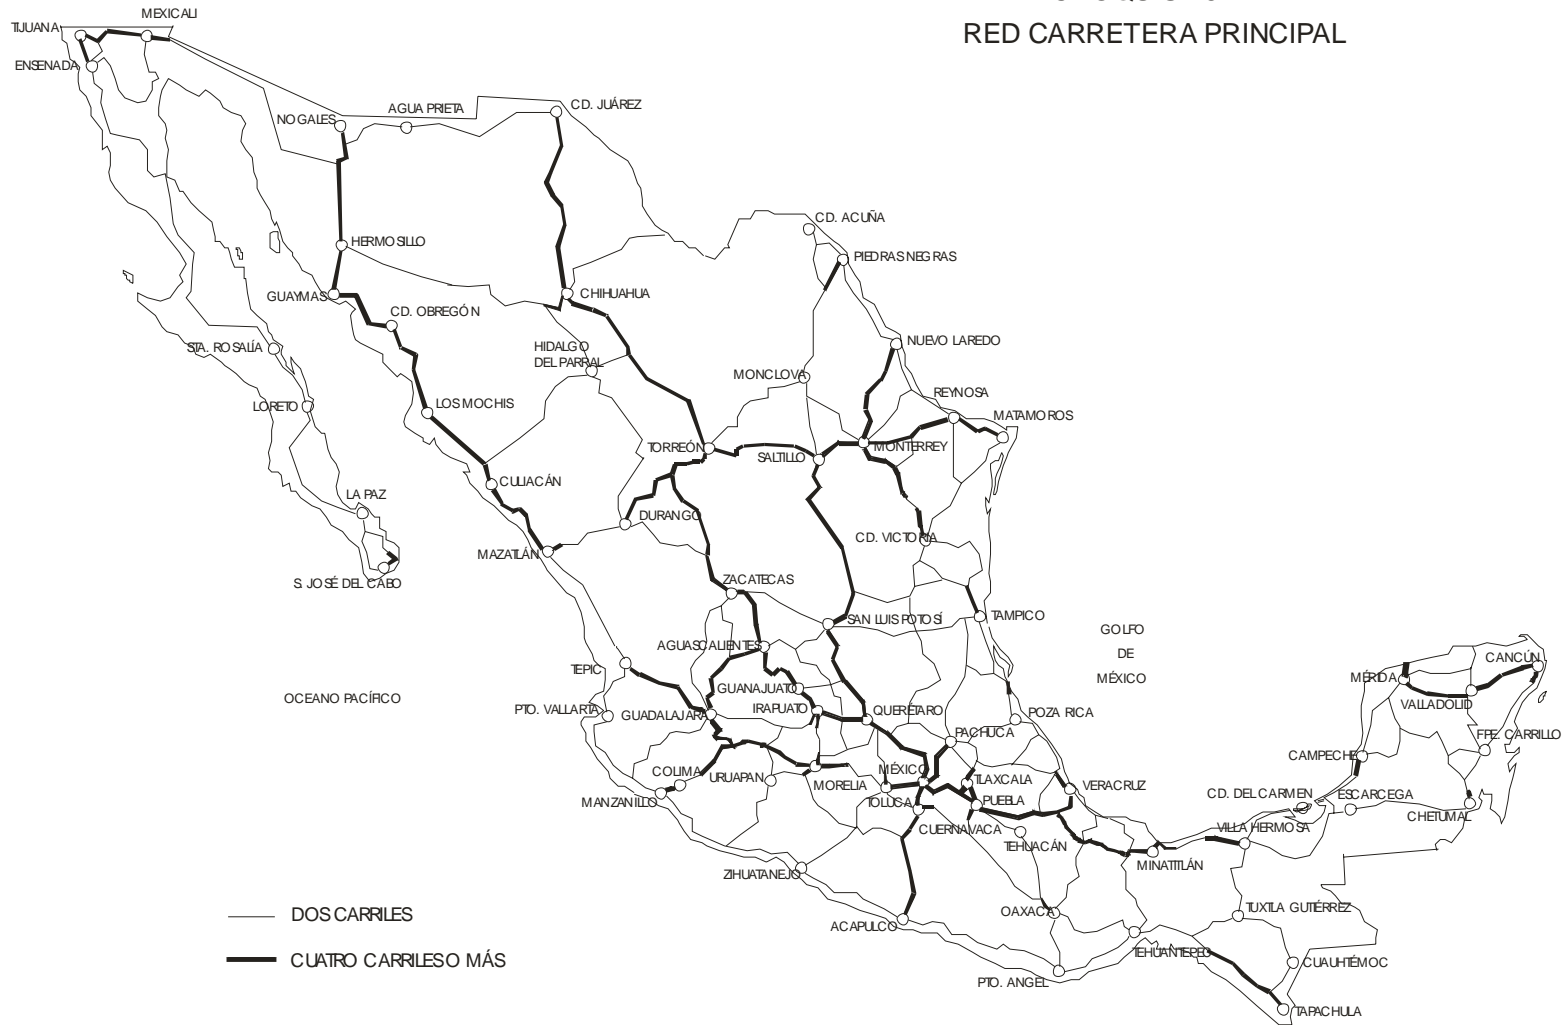 RED CARRETERA PRINCIPAL
MEXICALI
TIJUANA
ENSENADA
NOGALES
AGUA PRIETA
CD. JUÁREZ
CD. ACUÑA
HERMOSILLO
PIEDRAS NEGRAS
GUAYMAS
CHIHUAHUA
CD. OBREGÓN
STA. ROSALÍA
HIDALGO
DEL PARRAL
NUEVO LAREDO
MONCLOVA
REYNOSA
LORETO
LOS MOCHIS
MATAMOROS
TORREÓN
SALTILLO
MONTERREY
CULIACÁN
LA PAZ
DURANGO
CD. VICTORIA
MAZATLÁN
S. JOSÉ DEL CABO
ZACATECAS
SAN LUIS POTOSÍ
TAMPICO
GOLFO
DE
MÉXICO
AGUASCALIENTES
TEPIC
CANCÚN
MÉRIDA
OCEANO PACÍFICO
GUANAJUATO
VALLADOLID
PTO. VALLARTA
GUADALAJARA
IRAPUATO
QUERÉTARO
POZA RICA
PACHUCA
FPE. CARRILLO
CAMPECHE
COLIMA
URUAPAN
MÉXICO
TLAXCALA
MORELIA
VERACRUZ
MANZANILLO
TOLUCA
PUEBLA
CD. DEL CARMEN
ESCARCEGA
CHETUMAL
CUERNAVACA
VILLA HERMOSA
TEHUACÁN
MINATITLÁN
ZIHUATANEJO
OAXACA
TUXTLA GUTIÉRREZ
DOS CARRILES
ACAPULCO
TEHUANTEPEC
CUATRO CARRILES O MÁS
CUAUHTÉMOC
PTO. ANGEL
TAPACHULA